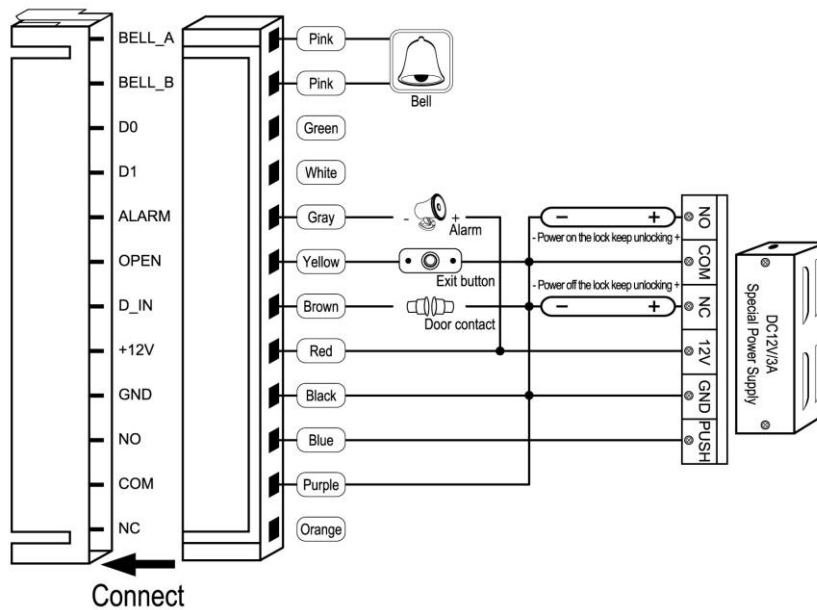 BELL_A
Pink
BELL_B
Pink
Bell
D0
Green
D1
White
ALARM
Gray
- +
Alarm
- +
NO
- Power on the lock keep unlocking +
OPEN
Yellow
Exit button
COM
- Power off the lock keep unlocking +
D_IN
Brown
Door contact
- +
NC
+12V
Red
12V
GND
Black
GND
NO
Blue
PUSH
COM
Purple
NC
Orange
DC12V/3A
Special Power Supply
Connect